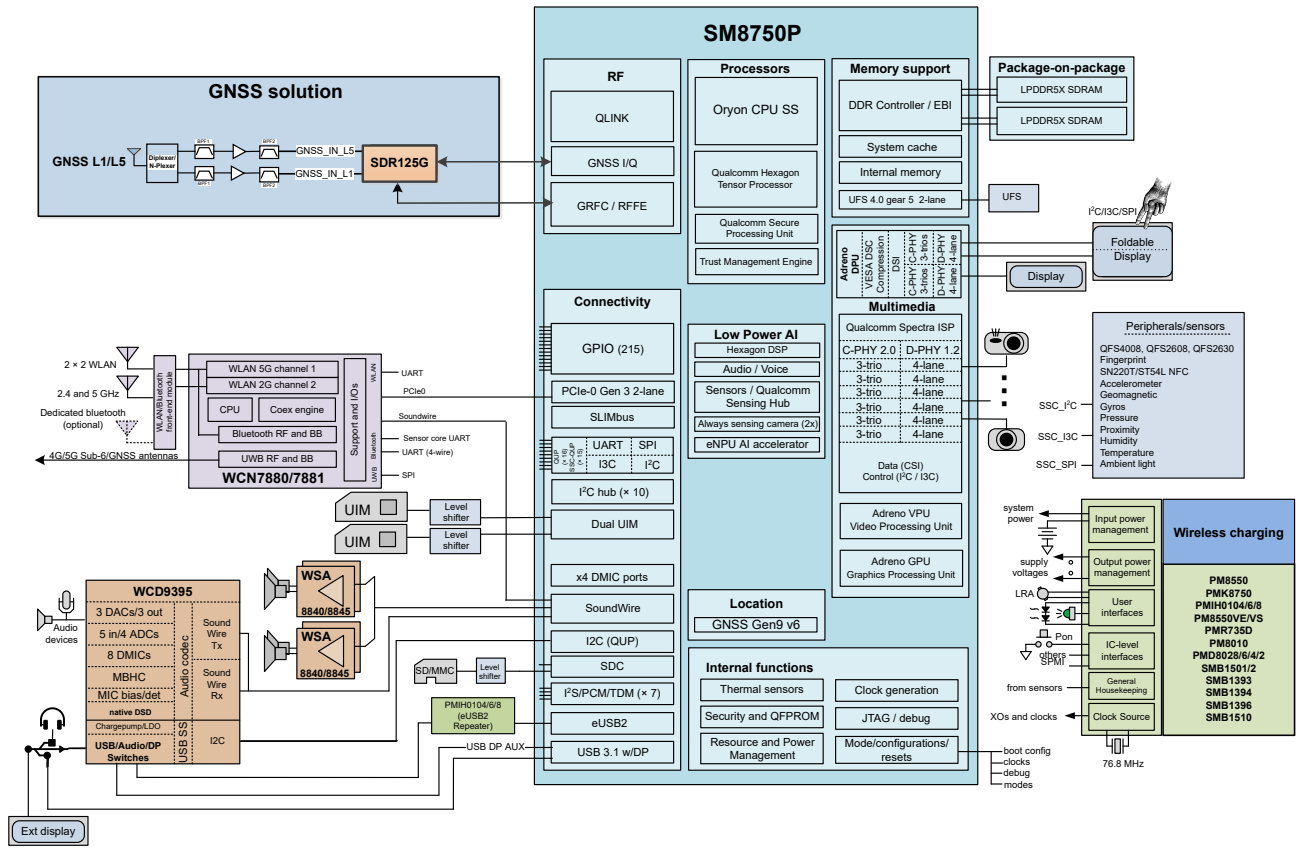 SM8750P
GNSS solution
GNSS L1/L5
Diplexer/
N-Plexer
BPF1
BPF2
GNSS_IN_L5
BPF1
BPF2
GNSS_IN_L1
SDR125G
RF
QLINK
GNSS I/Q
GRFC / RFFE
Processors
Oryon CPU SS
Qualcomm Hexagon
Tensor Processor
Qualcomm Secure
Processing Unit
Trust Management Engine
Memory support
DDR Controller / EBI
System cache
Internal memory
UFS 4.0 gear 5 2-lane
Package-on-package
LPDDR5X SDRAM
LPDDR5X SDRAM
UFS
I²C/I3C/SPI
Foldable
Display
Display
Adreno
DPU
VESA DSC
Compression
DSI
C-PHY C-PHY
3-trios 3-trios
D-PHY D-PHY
4-lane 4-lane
Multimedia
Qualcomm Spectra ISP
C-PHY 2.0 D-PHY 1.2
3-trio 4-lane
3-trio 4-lane
3-trio 4-lane
3-trio 4-lane
3-trio 4-lane
3-trio 4-lane
Data (CSI)
Control (I²C / I3C)
Adreno VPU
Video Processing Unit
Adreno GPU
Graphics Processing Unit
Connectivity
GPIO (215)
PCIe-0 Gen 3 2-lane
SLIMbus
QUP
(× 16)
SSC-QUP
(× 15)
UART SPI
I3C I²C
I²C hub (× 10)
Dual UIM
x4 DMIC ports
SoundWire
I2C (QUP)
SDC
I²S/PCM/TDM (× 7)
eUSB2
USB 3.1 w/DP
Low Power AI
Hexagon DSP
Audio / Voice
Sensors / Qualcomm
Sensing Hub
Always sensing camera (2x)
eNPU AI accelerator
Location
GNSS Gen9 v6
Internal functions
Thermal sensors
Clock generation
Security and QFPROM
JTAG / debug
Resource and Power
Management
Mode/configurations/
resets
boot config
clocks
debug
modes
2 × 2 WLAN
2.4 and 5 GHz
Dedicated bluetooth
(optional)
4G/5G Sub-6/GNSS antennas
WLAN/Bluetooth
front-end module
WLAN 5G channel 1
WLAN 2G channel 2
CPU
Coex engine
Bluetooth RF and BB
UWB RF and BB
Support and I/Os
WLAN
Bluetooth
UWB
WCN7880/7881
UART
PCIe0
Soundwire
Sensor core UART
UART (4-wire)
SPI
UIM
Level
shifter
UIM
Level
shifter
WSA
8840/8845
WSA
8840/8845
SD/MMC
Level
shifter
PMIH0104/6/8
(eUSB2
Repeater)
USB DP AUX
WCD9395
3 DACs/3 out
5 in/4 ADCs
8 DMICs
MBHC
MIC bias/det
native DSD
Chargepump/LDO
USB/Audio/DP
Switches
Audio codec
USB SS
Sound
Wire
Tx
Sound
Wire
Rx
I2C
Audio
devices
Ext display
Peripherals/sensors
QFS4008, QFS2608, QFS2630
Fingerprint
SN220T/ST54L NFC
Accelerometer
Geomagnetic
Gyros
Pressure
Proximity
Humidity
Temperature
Ambient light
SSC_I²C
SSC_I3C
SSC_SPI
system
power
supply
voltages
LRA
Pon
others
SPMI
from sensors
XOs and clocks
76.8 MHz
Input power
management
Output power
management
User
interfaces
IC-level
interfaces
General
Housekeeping
Clock Source
Wireless charging
PM8550
PMK8750
PMIH0104/6/8
PM8550VE/VS
PMR735D
PM8010
PMD8028/6/4/2
SMB1501/2
SMB1393
SMB1394
SMB1396
SMB1510